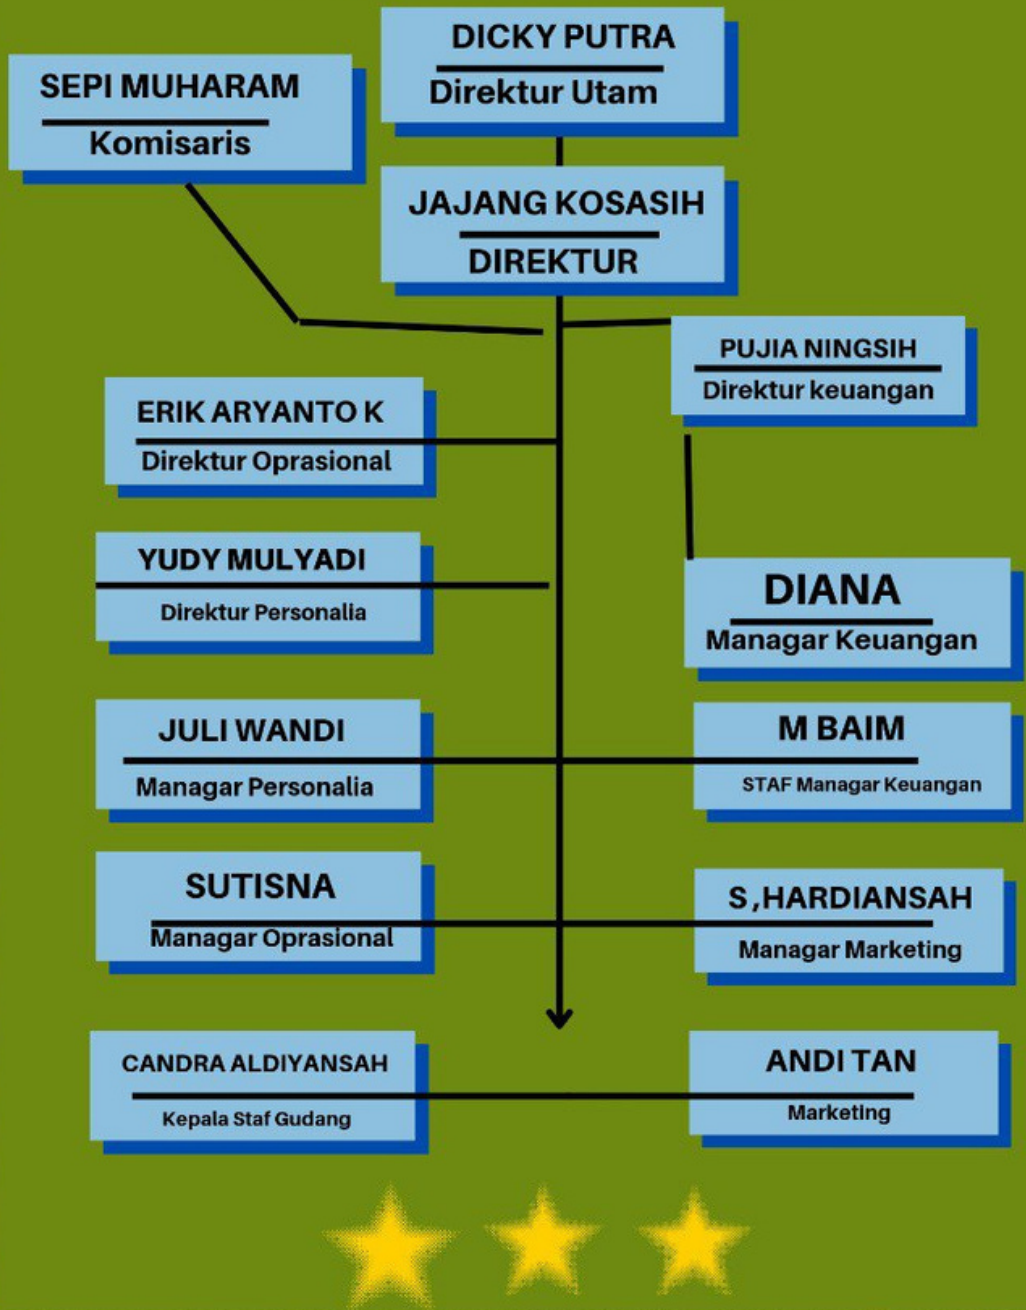 DICKY PUTRA
Direktur Utam
SEPI MUHARAM
Komisaris
JAJANG KOSASIH
DIREKTUR
PUJIA NINGSIH
Direktur keuangan
ERIK ARYANTO K
Direktur Oprasional
YUDY MULYADI
Direktur Personalia
DIANA
Managar Keuangan
JULI WANDI
Managar Personalia
M BAIM
STAF Managar Keuangan
SUTISNA
Managar Oprasional
S,HARDIANSAH
Managar Marketing
CANDRA ALDIYANSAH
Kepala Staf Gudang
ANDI TAN
Marketing